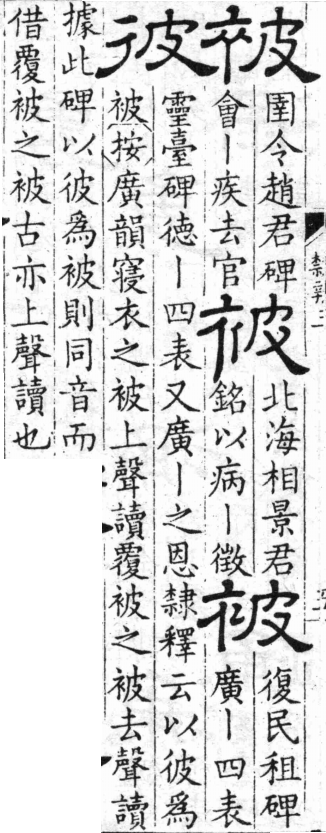 被
圉令趙君碑
會丨疾去官
被
北海相景君
銘以病丨徵
被
復民租碑
廣丨四表
彼
靈臺碑德丨四表又廣丨之恩隸釋云以彼爲
被按廣韻寢衣之被上聲讀覆被之被去聲讀
據此碑以彼爲被則同音而
借覆被之被古亦上聲讀也